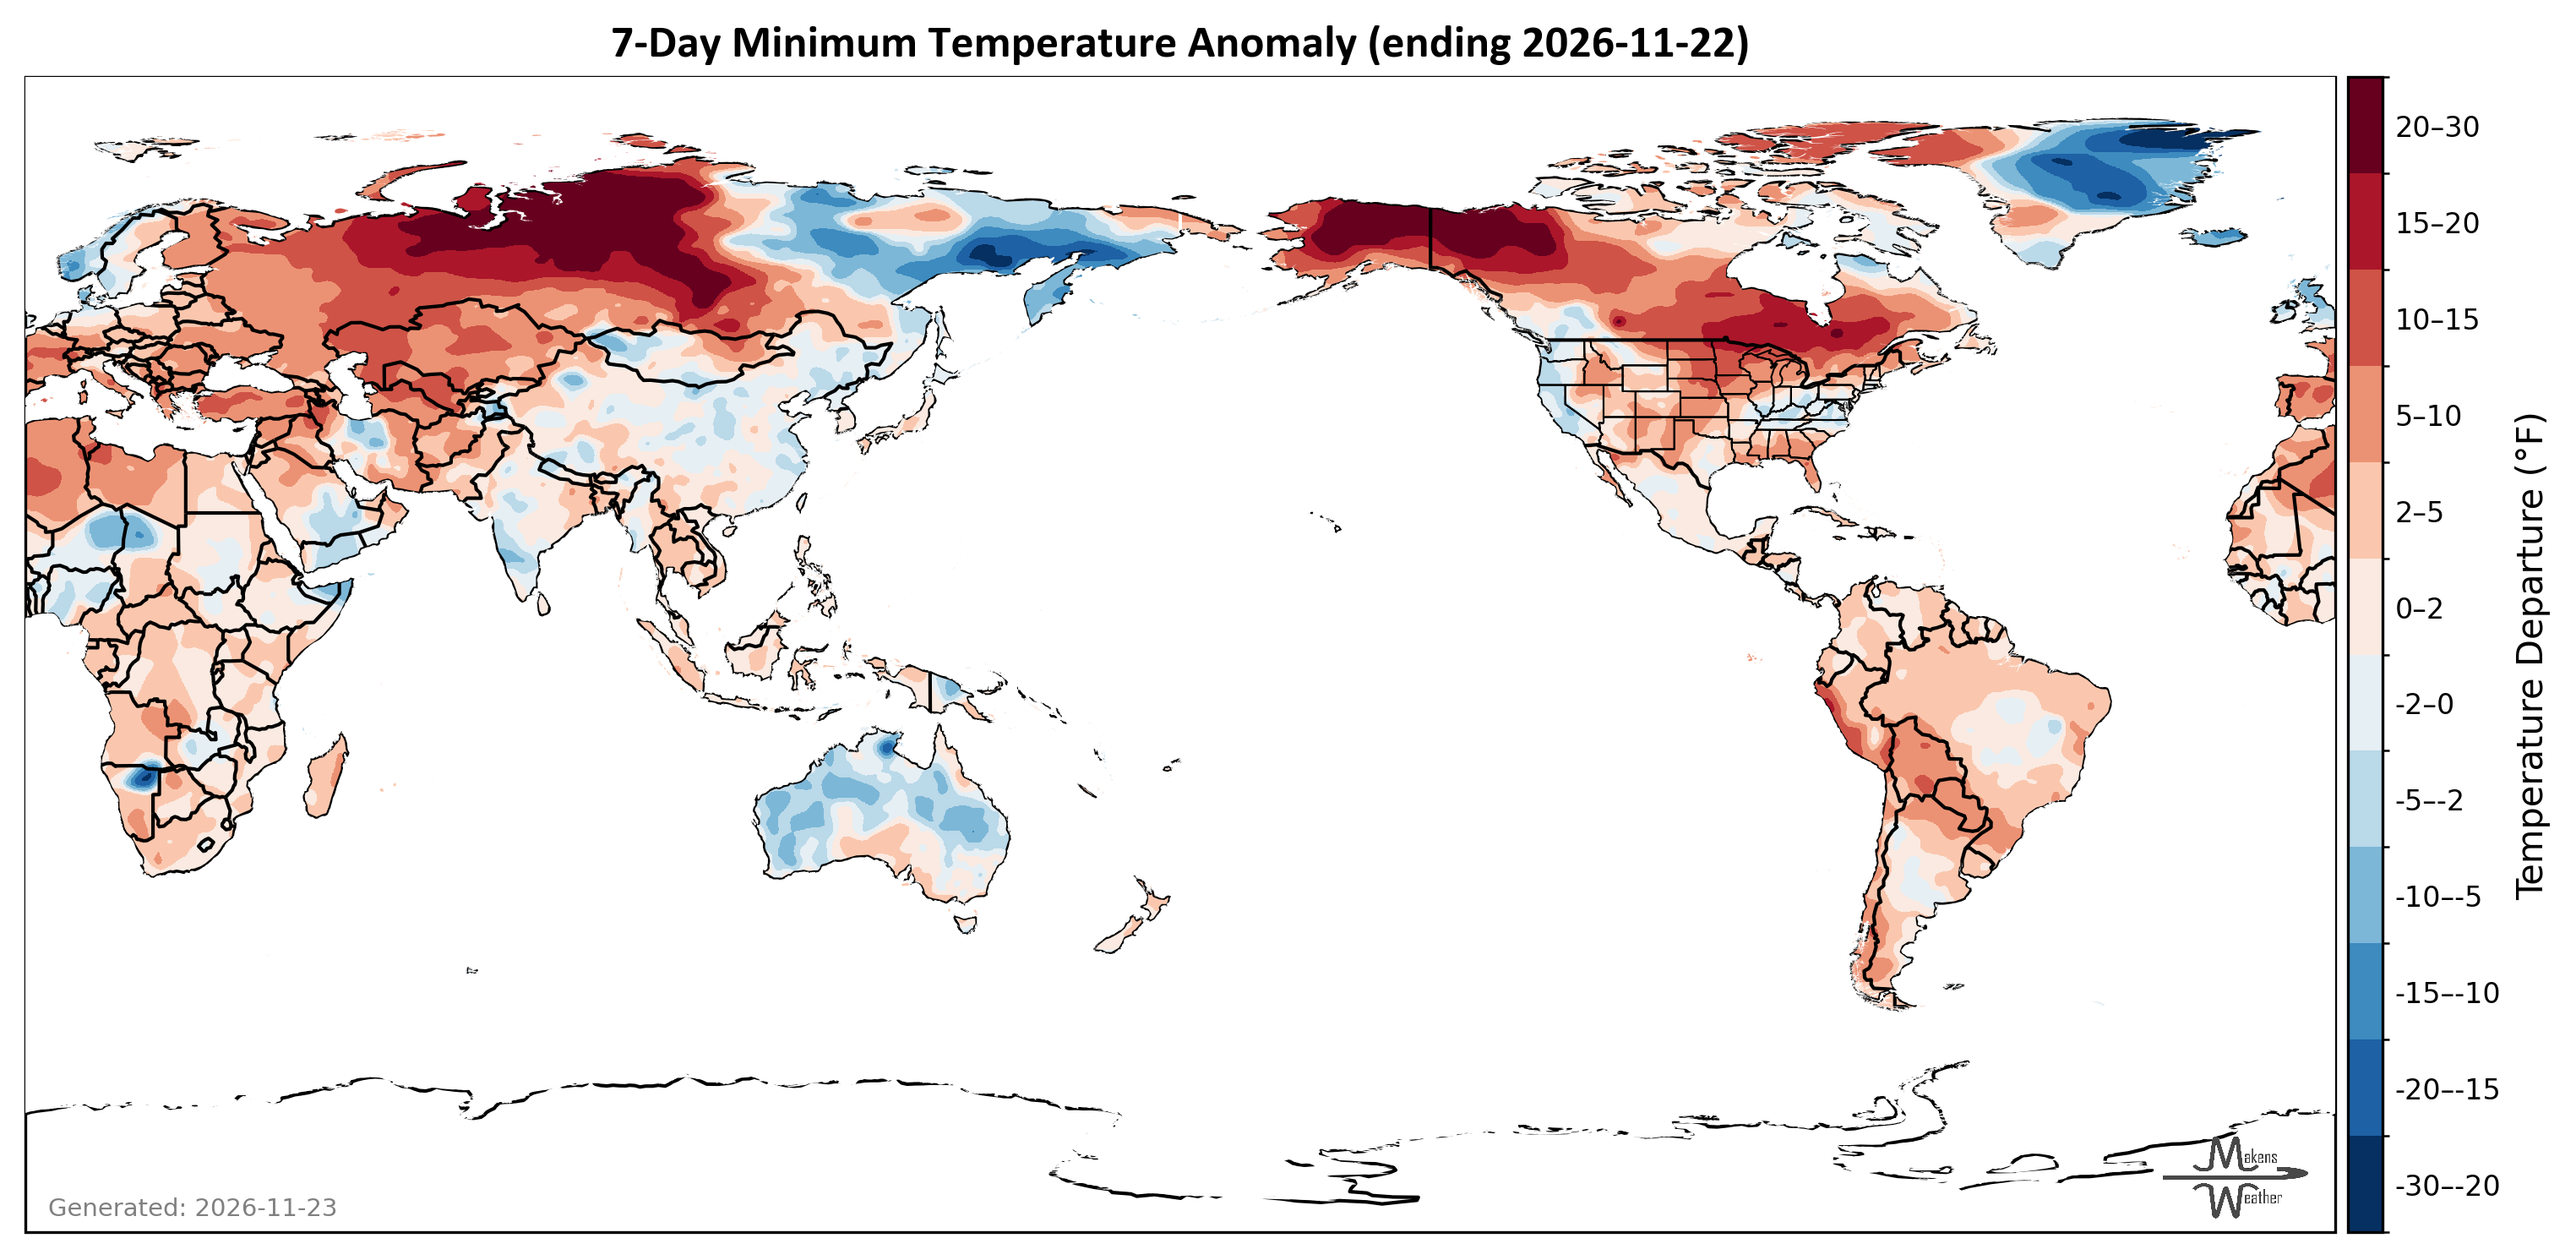 7-Day Minimum Temperature Anomaly (ending 2026-11-22)
20–30
15–20
10–15
5–10
2–5
0–2
-2–0
-5–-2
-10–-5
-15–-10
-20–-15
-30–-20
Temperature Departure (°F)
Generated: 2026-11-23
Makens
Weather